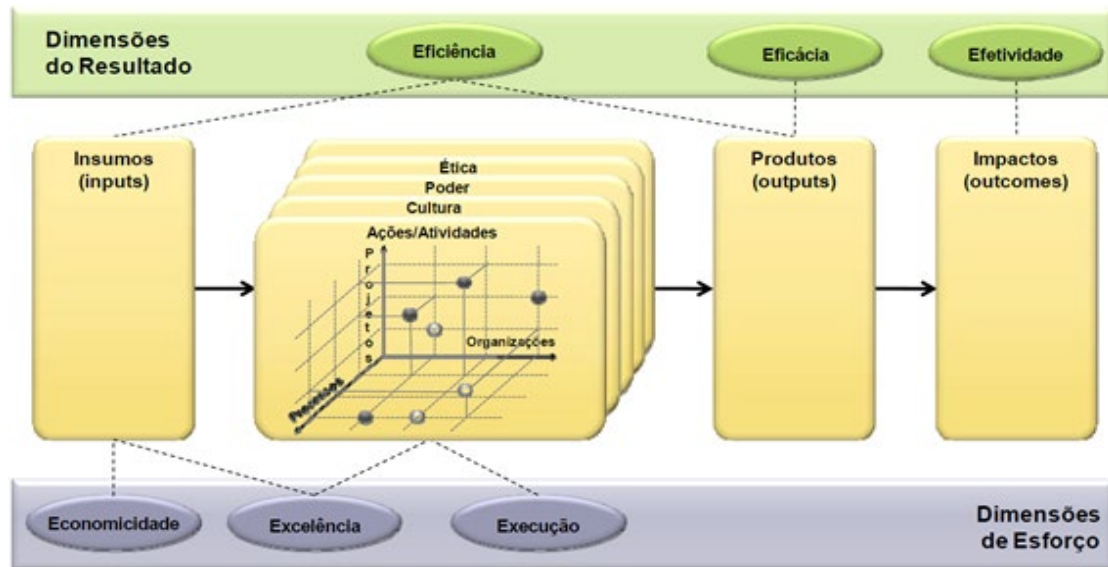 Dimensões
do Resultado
Eficiência
Eficácia
Efetividade
Insumos
(inputs)
Ética
Poder
Cultura
Ações/Atividades
Projetos
Organizações
Processos
Produtos
(outputs)
Impactos
(outcomes)
Economicidade
Excelência
Execução
Dimensões
de Esforço